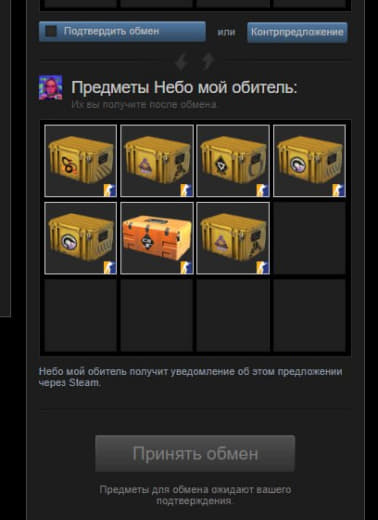 Подтвердить обмен или Контрпредложение
Предметы Небо мой обитель:
Их вы получите после обмена.
Небо мой обитель получит уведомление об этом предложении
через Steam.
Принять обмен
Предметы для обмена ожидают вашего
подтверждения.